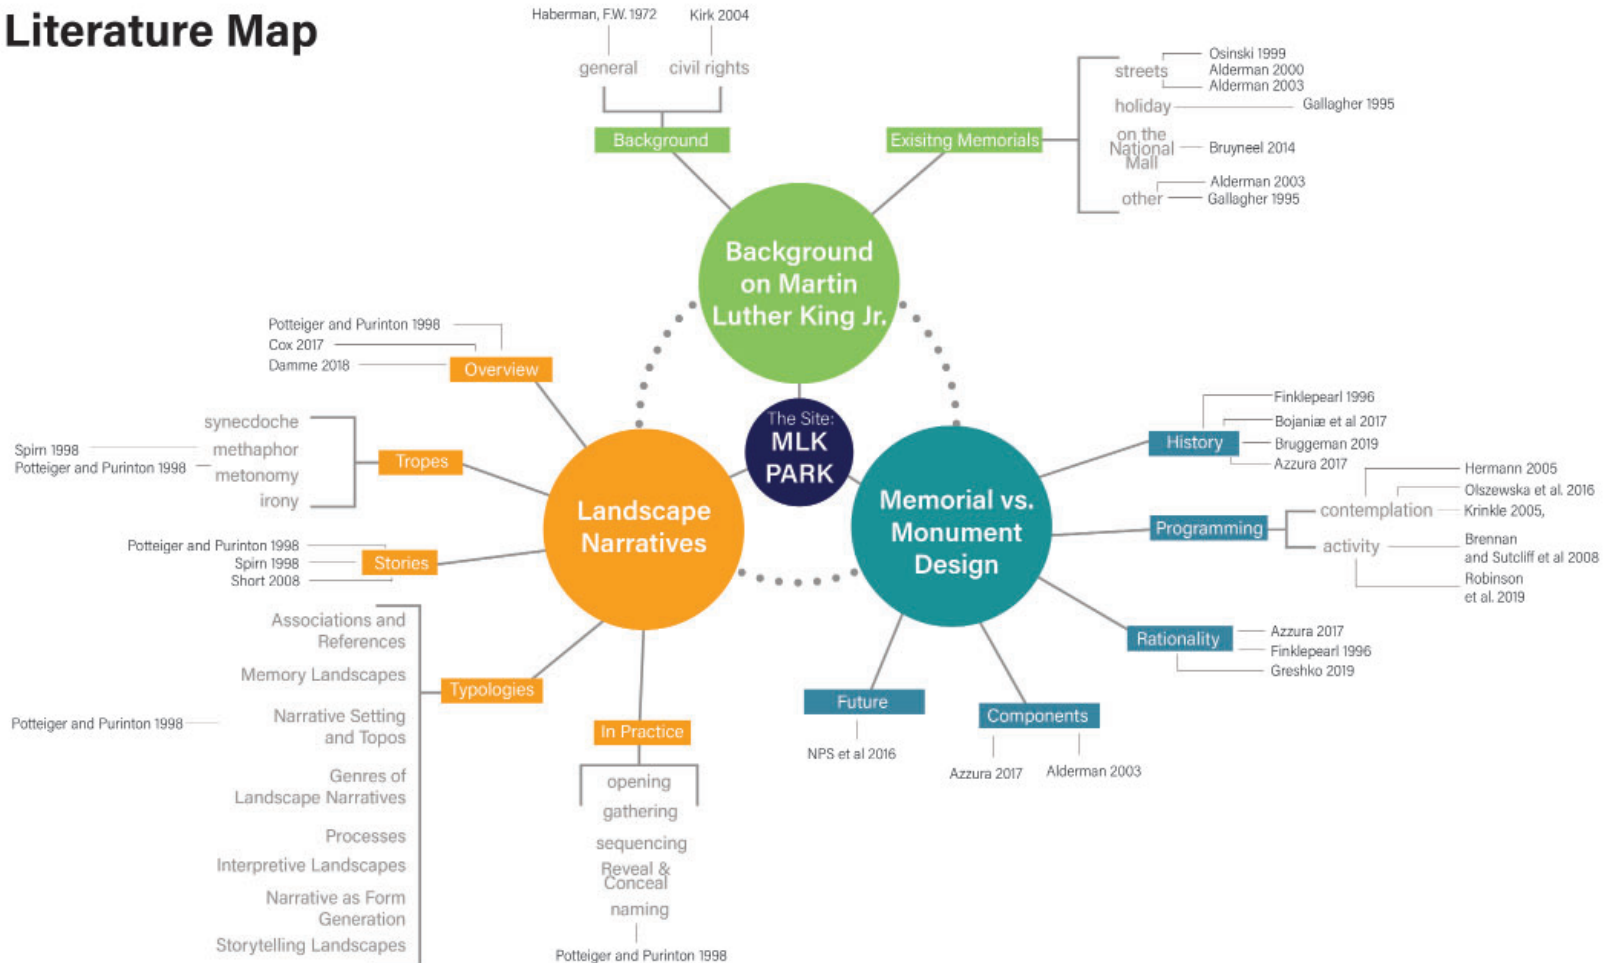 Literature Map
Haberman, F.W. 1972
Kirk 2004
general
civil rights
Background
Exisitng Memorials
streets
Osinski 1999
Alderman 2000
Alderman 2003
holiday
Gallagher 1995
on the
National
Mall
Bruyneel 2014
other
Alderman 2003
Gallagher 1995
Background
on Martin
Luther King Jr.
The Site:
MLK
PARK
Landscape
Narratives
Memorial vs.
Monument
Design
Potteiger and Purinton 1998
Cox 2017
Damme 2018
Overview
synecdoche
methaphor
metonomy
irony
Spirn 1998
Potteiger and Purinton 1998
Tropes
Potteiger and Purinton 1998
Spirn 1998
Short 2008
Stories
Associations and
References
Memory Landscapes
Narrative Setting
and Topos
Genres of
Landscape Narratives
Processes
Interpretive Landscapes
Narrative as Form
Generation
Storytelling Landscapes
Potteiger and Purinton 1998
Typologies
In Practice
opening
gathering
sequencing
Reveal &
Conceal
naming
Potteiger and Purinton 1998
History
Finklepearl 1996
Bojaniæ et al 2017
Bruggeman 2019
Azzura 2017
Programming
contemplation
Hermann 2005
Olszewska et al. 2016
Krinkle 2005,
activity
Brennan
and Sutcliff et al 2008
Robinson
et al. 2019
Rationality
Azzura 2017
Finklepearl 1996
Greshko 2019
Future
NPS et al 2016
Components
Azzura 2017
Alderman 2003